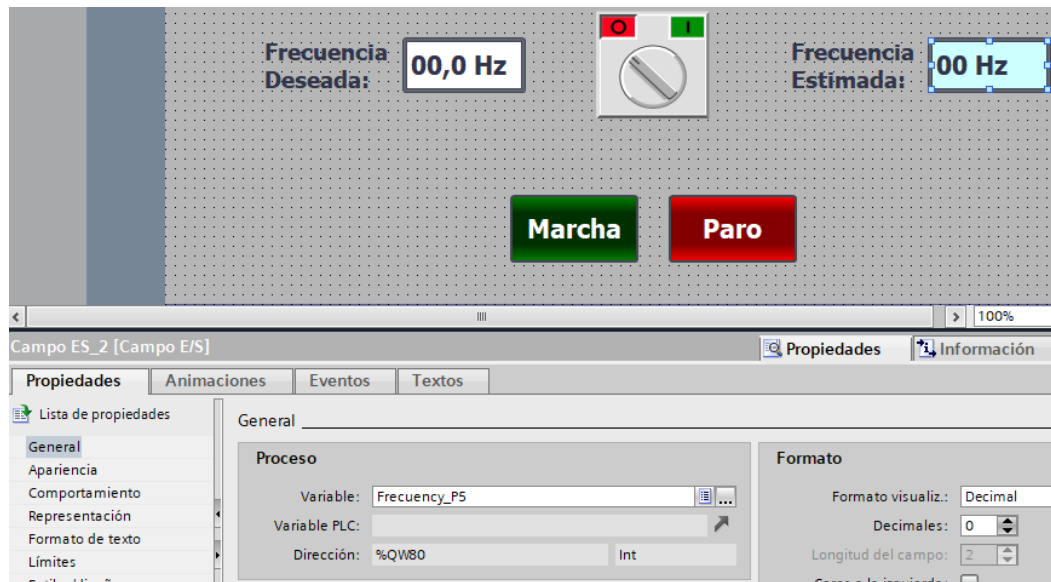 O I
Frecuencia
Deseada:
00,0 Hz
Frecuencia
Estimada:
00 Hz
Marcha
Paro
100%
Campo ES_2 [Campo E/S]
Propiedades
Información
Propiedades
Animaciones
Eventos
Textos
Lista de propiedades
General
Apariencia
Comportamiento
Representación
Formato de texto
Límites
General
Proceso
Variable: Frecuency_P5
Variable PLC:
Dirección: %QW80 Int
Formato
Formato visualiz.: Decimal
Decimales: 0
Longitud del campo: 2